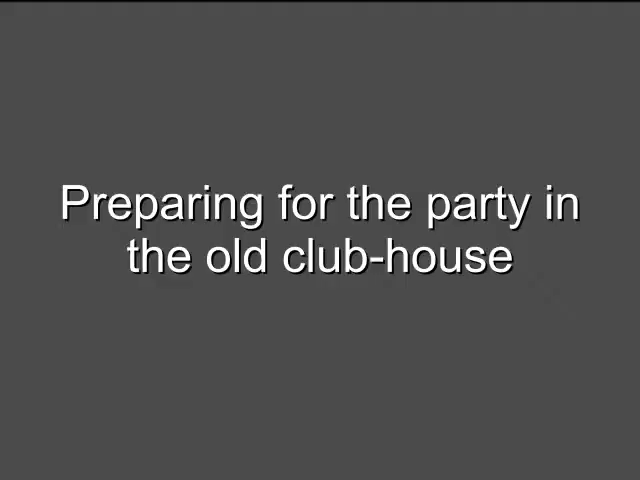 Preparing for the party in
the old club-house